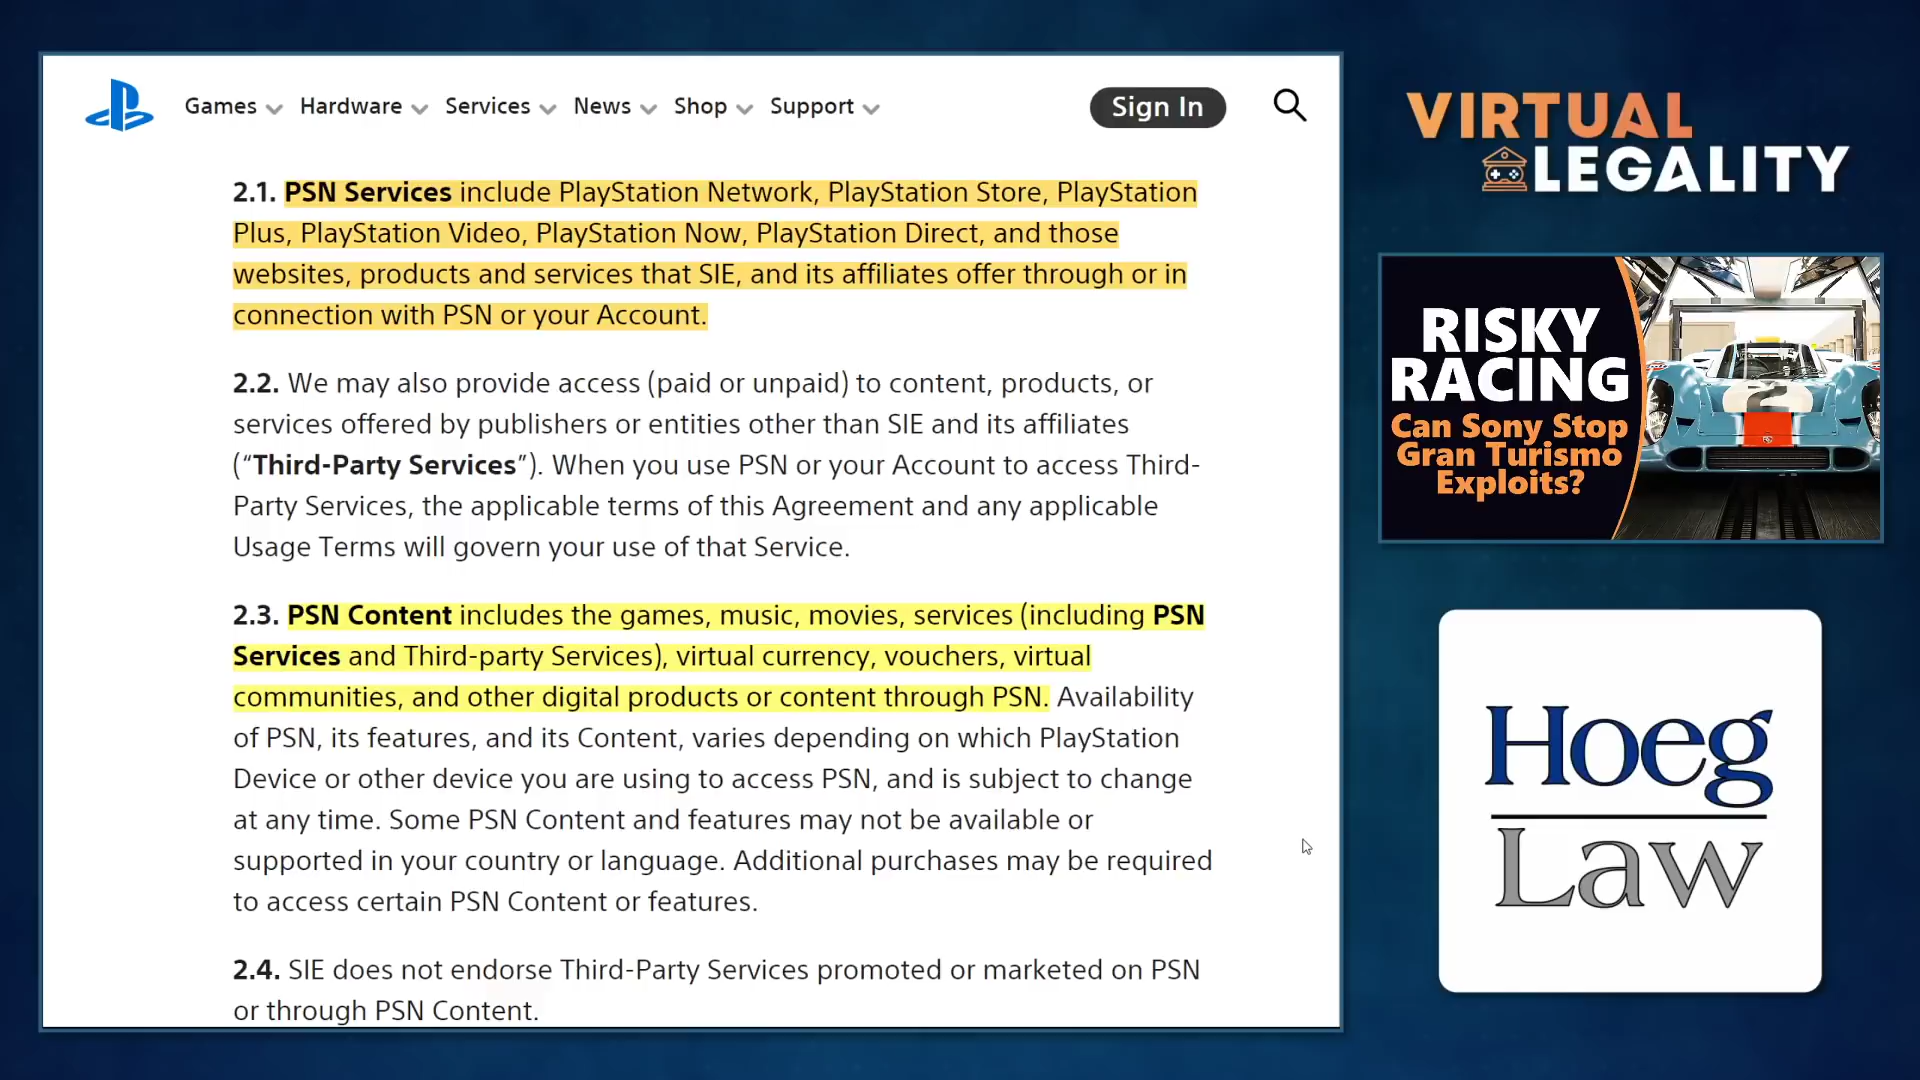 Games Hardware Services News Shop Support Sign In
2.1. PSN Services include PlayStation Network, PlayStation Store, PlayStation
Plus, PlayStation Video, PlayStation Now, PlayStation Direct, and those
websites, products and services that SIE, and its affiliates offer through or in
connection with PSN or your Account.
2.2. We may also provide access (paid or unpaid) to content, products, or
services offered by publishers or entities other than SIE and its affiliates
(“Third-Party Services”). When you use PSN or your Account to access Third-
Party Services, the applicable terms of this Agreement and any applicable
Usage Terms will govern your use of that Service.
2.3. PSN Content includes the games, music, movies, services (including PSN
Services and Third-party Services), virtual currency, vouchers, virtual
communities, and other digital products or content through PSN. Availability
of PSN, its features, and its Content, varies depending on which PlayStation
Device or other device you are using to access PSN, and is subject to change
at any time. Some PSN Content and features may not be available or
supported in your country or language. Additional purchases may be required
to access certain PSN Content or features.
2.4. SIE does not endorse Third-Party Services promoted or marketed on PSN
or through PSN Content.
VIRTUAL
LEGALITY
RISKY
RACING
Can Sony Stop
Gran Turismo
Exploits?
2
Hoeg
Law